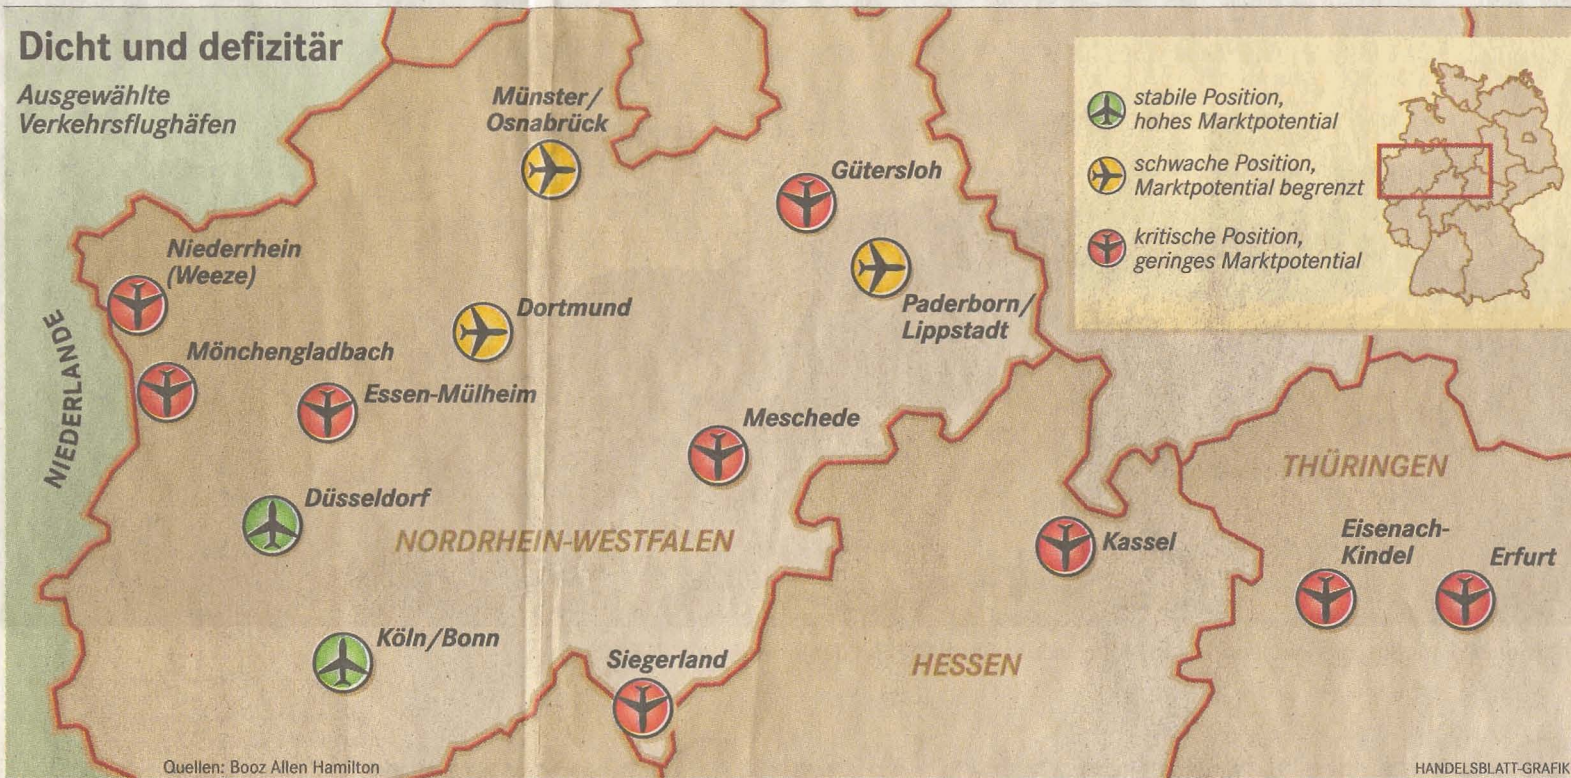 Dicht und defizitär
Ausgewählte
Verkehrsflughäfen
Münster/
Osnabrück
Gütersloh
stabile Position,
hohes Marktpotential
schwache Position,
Marktpotential begrenzt
kritische Position,
geringes Marktpotential
Niederrhein
(Weeze)
Dortmund
Paderborn/
Lippstadt
NIEDERLANDE
Mönchengladbach
Essen-Mülheim
Meschede
THÜRINGEN
Düsseldorf
NORDRHEIN-WESTFALEN
Kassel
Eisenach-
Kindel
Erfurt
Köln/Bonn
Siegerland
HESSEN
Quellen: Booz Allen Hamilton
HANDELSBLATT-GRAFIK